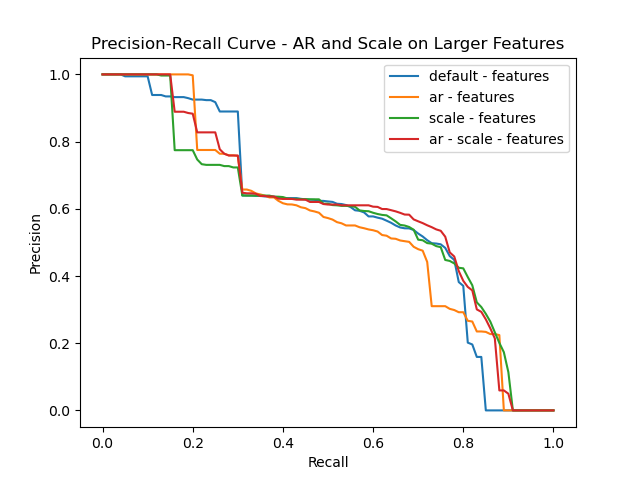 Precision-Recall Curve - AR and Scale on Larger Features
default - features
ar - features
scale - features
ar - scale - features
1.0
0.8
0.6
0.4
0.2
0.0
Precision
0.0 0.2 0.4 0.6 0.8 1.0
Recall